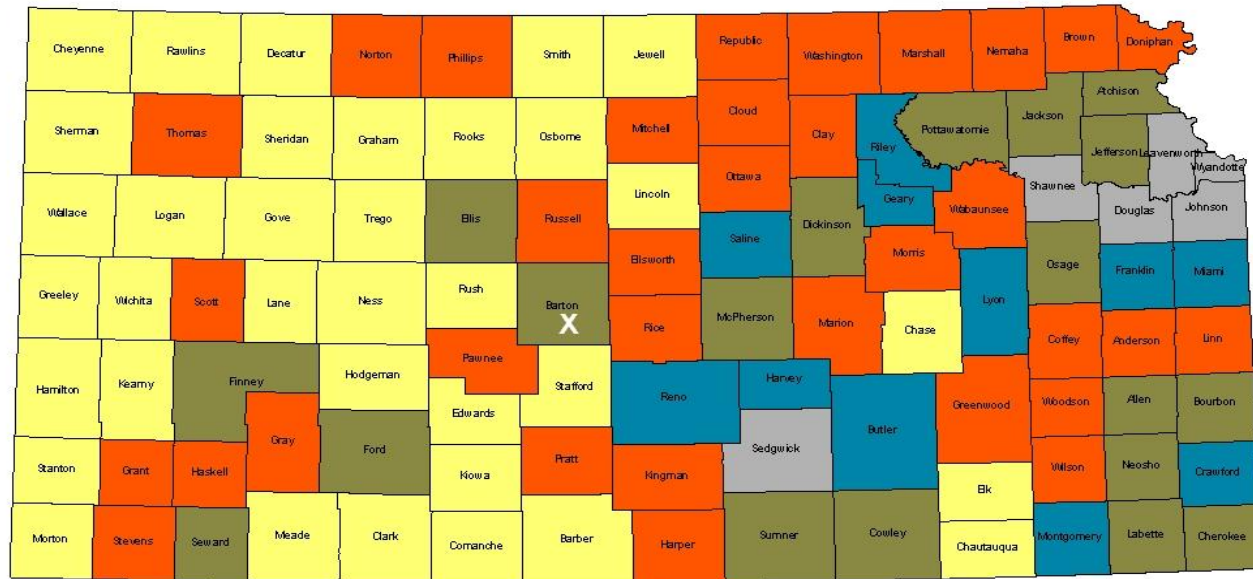 Cheyenne
Rawlins
Decatur
Norton
Phillips
Smith
Jewell
Republic
Washington
Marshall
Nemaha
Brown
Doniphan
Sherman
Thomas
Sheridan
Graham
Rooks
Osborne
Mitchell
Cloud
Clay
Riley
Pottawatomie
Jackson
Atchison
Jefferson
Leavenworth
Wyandotte
Wallace
Logan
Gove
Trego
Ellis
Russell
Lincoln
Ottawa
Dickinson
Geary
Wabaunsee
Shawnee
Douglas
Johnson
Saline
Ellsworth
Morris
Osage
Franklin
Miami
Greeley
Wichita
Scott
Lane
Ness
Rush
Barton
X
Rice
McPherson
Marion
Chase
Lyon
Coffey
Anderson
Linn
Hamilton
Kearny
Finney
Hodgeman
Pawnee
Stafford
Edwards
Reno
Harvey
Butler
Greenwood
Woodson
Allen
Bourbon
Gray
Ford
Sedgwick
Stanton
Grant
Haskell
Kiowa
Pratt
Kingman
Elk
Wilson
Neosho
Crawford
Morton
Stevens
Seward
Meade
Clark
Comanche
Barber
Harper
Sumner
Cowley
Chautauqua
Montgomery
Labette
Cherokee